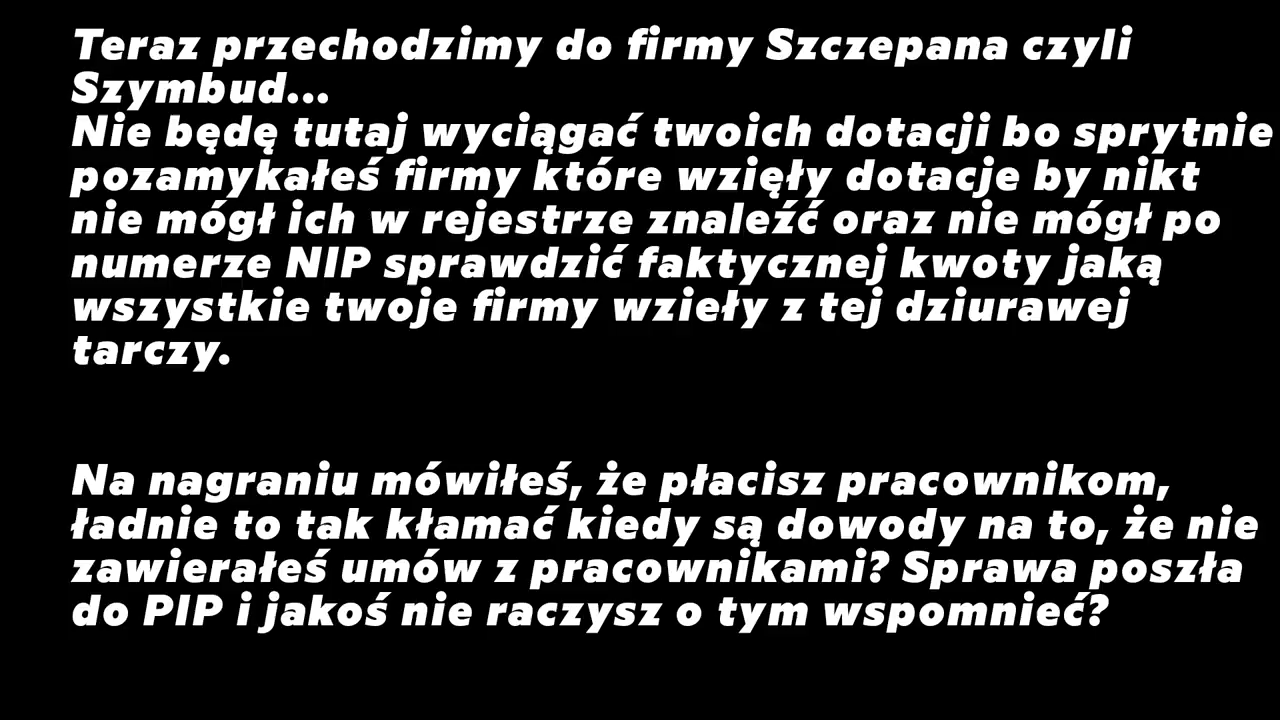 Teraz przechodzimy do firmy Szczepana czyli
Szymbud...
Nie będę tutaj wyciągać twoich dotacji bo sprytnie
pozamykałeś firmy które wzięły dotacje by nikt
nie mógł ich w rejestrze znaleźć oraz nie mógł po
numerze NIP sprawdzić faktycznej kwoty jaką
wszystkie twoje firmy wzieły z tej dziurawej
tarczy.
Na nagraniu mówiłeś, że płacisz pracownikom,
ładnie to tak kłamać kiedy są dowody na to, że nie
zawierałeś umów z pracownikami? Sprawa poszła
do PIP i jakoś nie raczysz o tym wspomnieć?